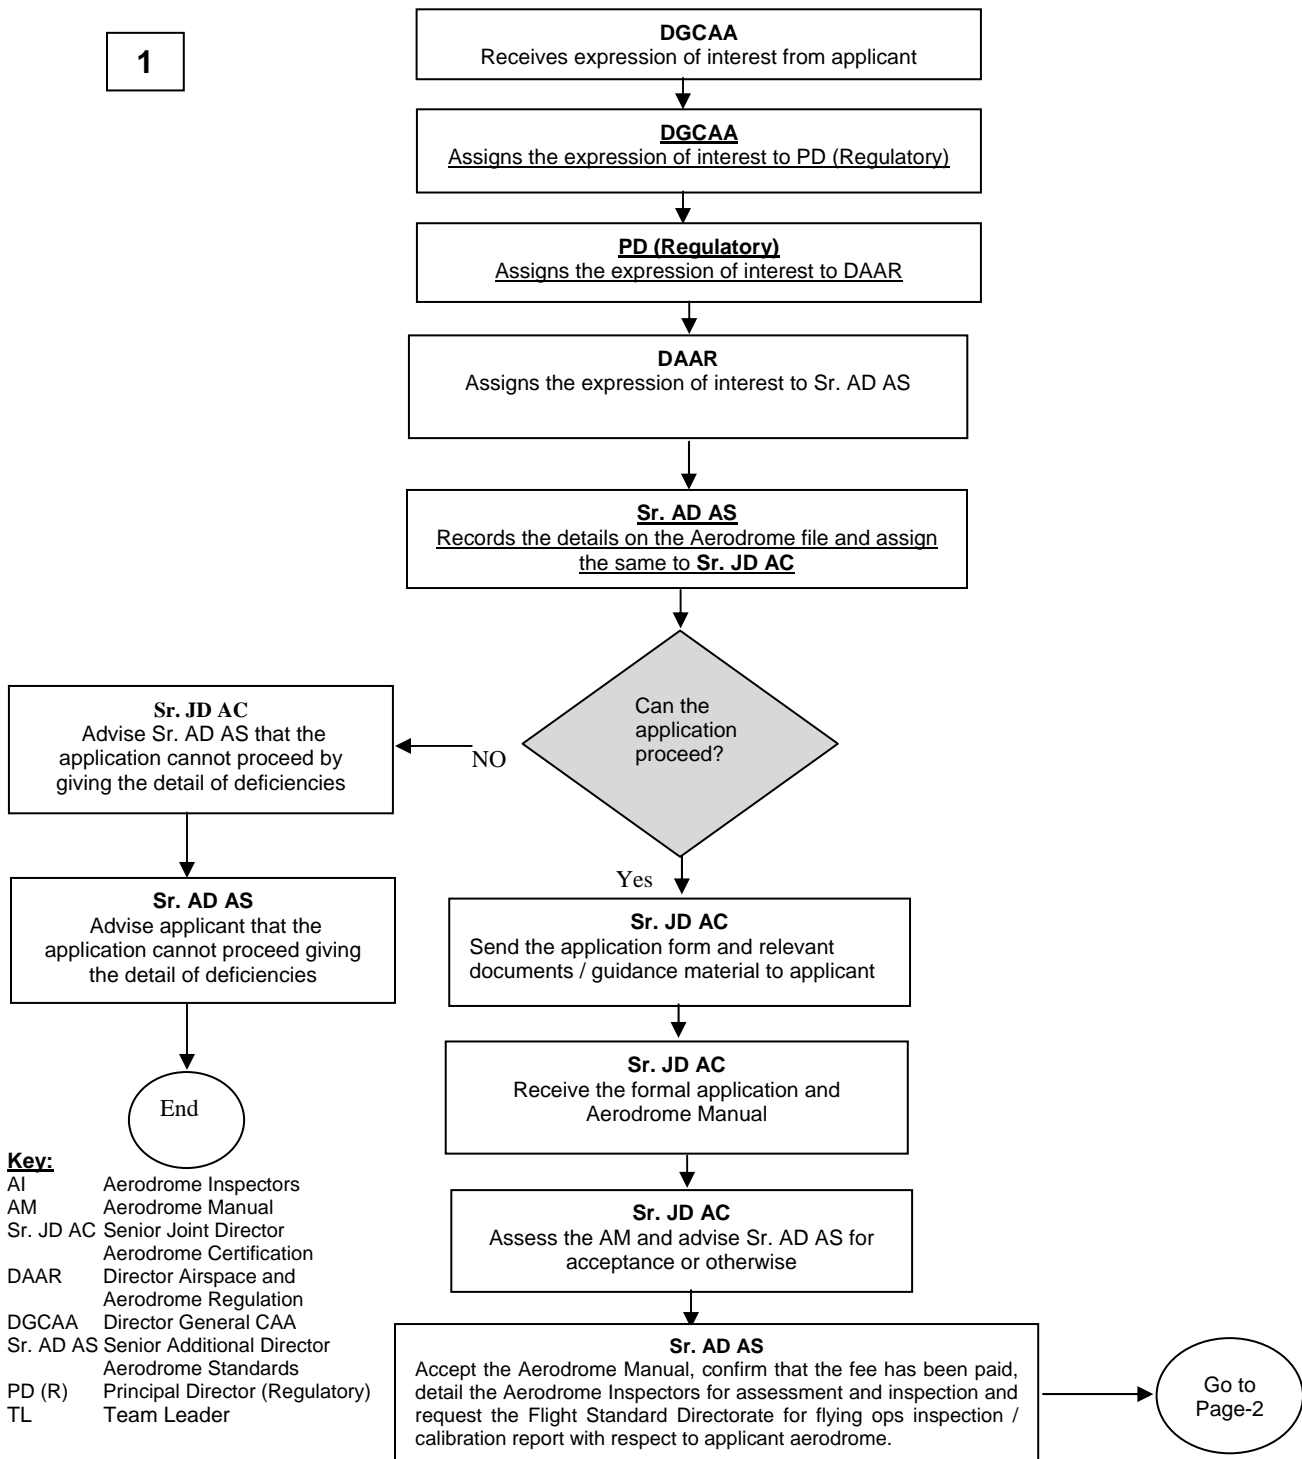 1
DGCAA
Receives expression of interest from applicant
DGCAA
Assigns the expression of interest to PD (Regulatory)
PD (Regulatory)
Assigns the expression of interest to DAAR
DAAR
Assigns the expression of interest to Sr. AD AS
Sr. AD AS
Records the details on the Aerodrome file and assign
the same to Sr. JD AC
Can the
application
proceed?
NO
Sr. JD AC
Advise Sr. AD AS that the
application cannot proceed by
giving the detail of deficiencies
Sr. AD AS
Advise applicant that the
application cannot proceed giving
the detail of deficiencies
End
Yes
Sr. JD AC
Send the application form and relevant
documents / guidance material to applicant
Sr. JD AC
Receive the formal application and
Aerodrome Manual
Sr. JD AC
Assess the AM and advise Sr. AD AS for
acceptance or otherwise
Sr. AD AS
Accept the Aerodrome Manual, confirm that the fee has been paid,
detail the Aerodrome Inspectors for assessment and inspection and
request the Flight Standard Directorate for flying ops inspection /
calibration report with respect to applicant aerodrome.
Go to
Page-2
Key:
AI Aerodrome Inspectors
AM Aerodrome Manual
Sr. JD AC Senior Joint Director
Aerodrome Certification
DAAR Director Airspace and
Aerodrome Regulation
DGCAA Director General CAA
Sr. AD AS Senior Additional Director
Aerodrome Standards
PD (R) Principal Director (Regulatory)
TL Team Leader